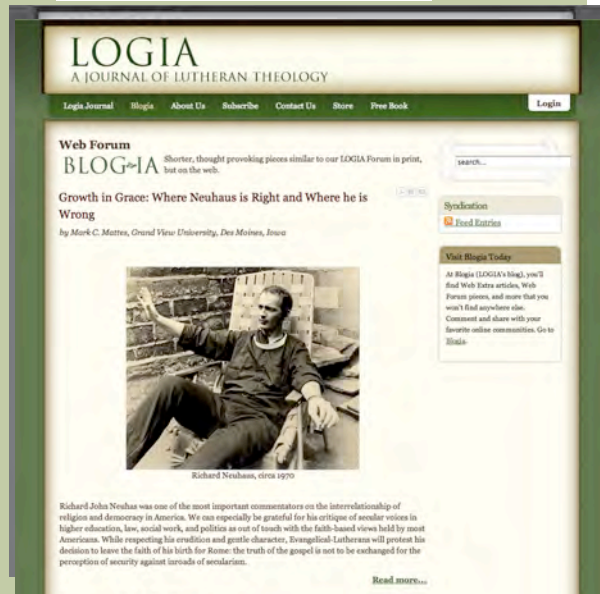 LOGIA
A JOURNAL OF LUTHERAN THEOLOGY
Logia Journal Blogia About Us Subscribe Contact Us Store Free Book Login
Web Forum
BLOGIA Shorter, thought provoking pieces similar to our LOGIA Forum in print,
but on the web.
Growth in Grace: Where Neuhaus is Right and Where he is
Wrong
by Mark C. Mattes, Grand View University, Des Moines, Iowa
Richard Neuhaus, circa 1970
Richard John Neuhas was one of the most important commentators on the interrelationship of
religion and democracy in America. We can especially be grateful for his critique of secular voices in
higher education, law, social work, and politics as out of touch with the faith-based views held by most
Americans. While respecting his erudition and gentle character, Evangelical-Lutherans will protest his
decision to leave the faith of his birth for Rome: the truth of the gospel is not to be exchanged for the
perception of security against inroads of secularism.
Read more...
search...
Syndication
Feed Entries
Visit Blogia Today
At Blogia (LOGIA's blog), you'll
find Web Extra articles, Web
Forum pieces, and more that you
won't find anywhere else.
Comment and share with your
favorite online communities. Go to
Blogia.